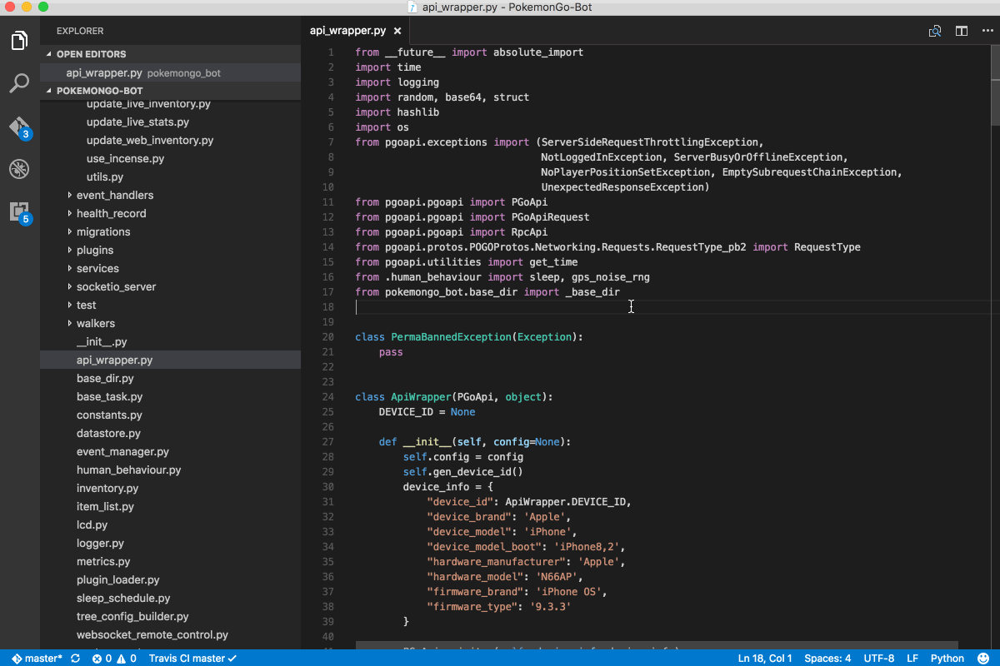 api_wrapper.py - PokemonGo-Bot
EXPLORER
OPEN EDITORS
api_wrapper.py pokemongo_bot
POKEMONGO-BOT
update_live_inventory.py
update_live_stats.py
update_web_inventory.py
use_incense.py
utils.py
event_handlers
health_record
migrations
plugins
services
socketio_server
test
walkers
__init__.py
api_wrapper.py
base_dir.py
base_task.py
constants.py
datastore.py
event_manager.py
human_behaviour.py
inventory.py
item_list.py
lcd.py
logger.py
metrics.py
plugin_loader.py
sleep_schedule.py
tree_config_builder.py
websocket_remote_control.py
3
5
api_wrapper.py ×
1 from __future__ import absolute_import
2 import time
3 import logging
4 import random, base64, struct
5 import hashlib
6 import os
7 from pgoapi.exceptions import (ServerSideRequestThrottlingException,
8 NotLoggedInException, ServerBusyOrOfflineException,
9 NoPlayerPositionSetException, EmptySubrequestChainException,
10 UnexpectedResponseException)
11 from pgoapi.pgoapi import PGoApi
12 from pgoapi.pgoapi import PGoApiRequest
13 from pgoapi.pgoapi import RpcApi
14 from pgoapi.protos.POGOProtos.Networking.Requests.RequestType_pb2 import RequestType
15 from pgoapi.utilities import get_time
16 from .human_behaviour import sleep, gps_noise_rng
17 from pokemongo_bot.base_dir import _base_dir
18
19
20 class PermaBannedException(Exception):
21 pass
22
23
24 class ApiWrapper(PGoApi, object):
25 DEVICE_ID = None
26
27 def __init__(self, config=None):
28 self.config = config
29 self.gen_device_id()
30 device_info = {
31 "device_id": ApiWrapper.DEVICE_ID,
32 "device_brand": 'Apple',
33 "device_model": 'iPhone',
34 "device_model_boot": 'iPhone8,2',
35 "hardware_manufacturer": 'Apple',
36 "hardware_model": 'N66AP',
37 "firmware_brand": 'iPhone OS',
38 "firmware_type": '9.3.3'
39 }
40
master* 0 0 Travis CI master Ln 18, Col 1 Spaces: 4 UTF-8 LF Python